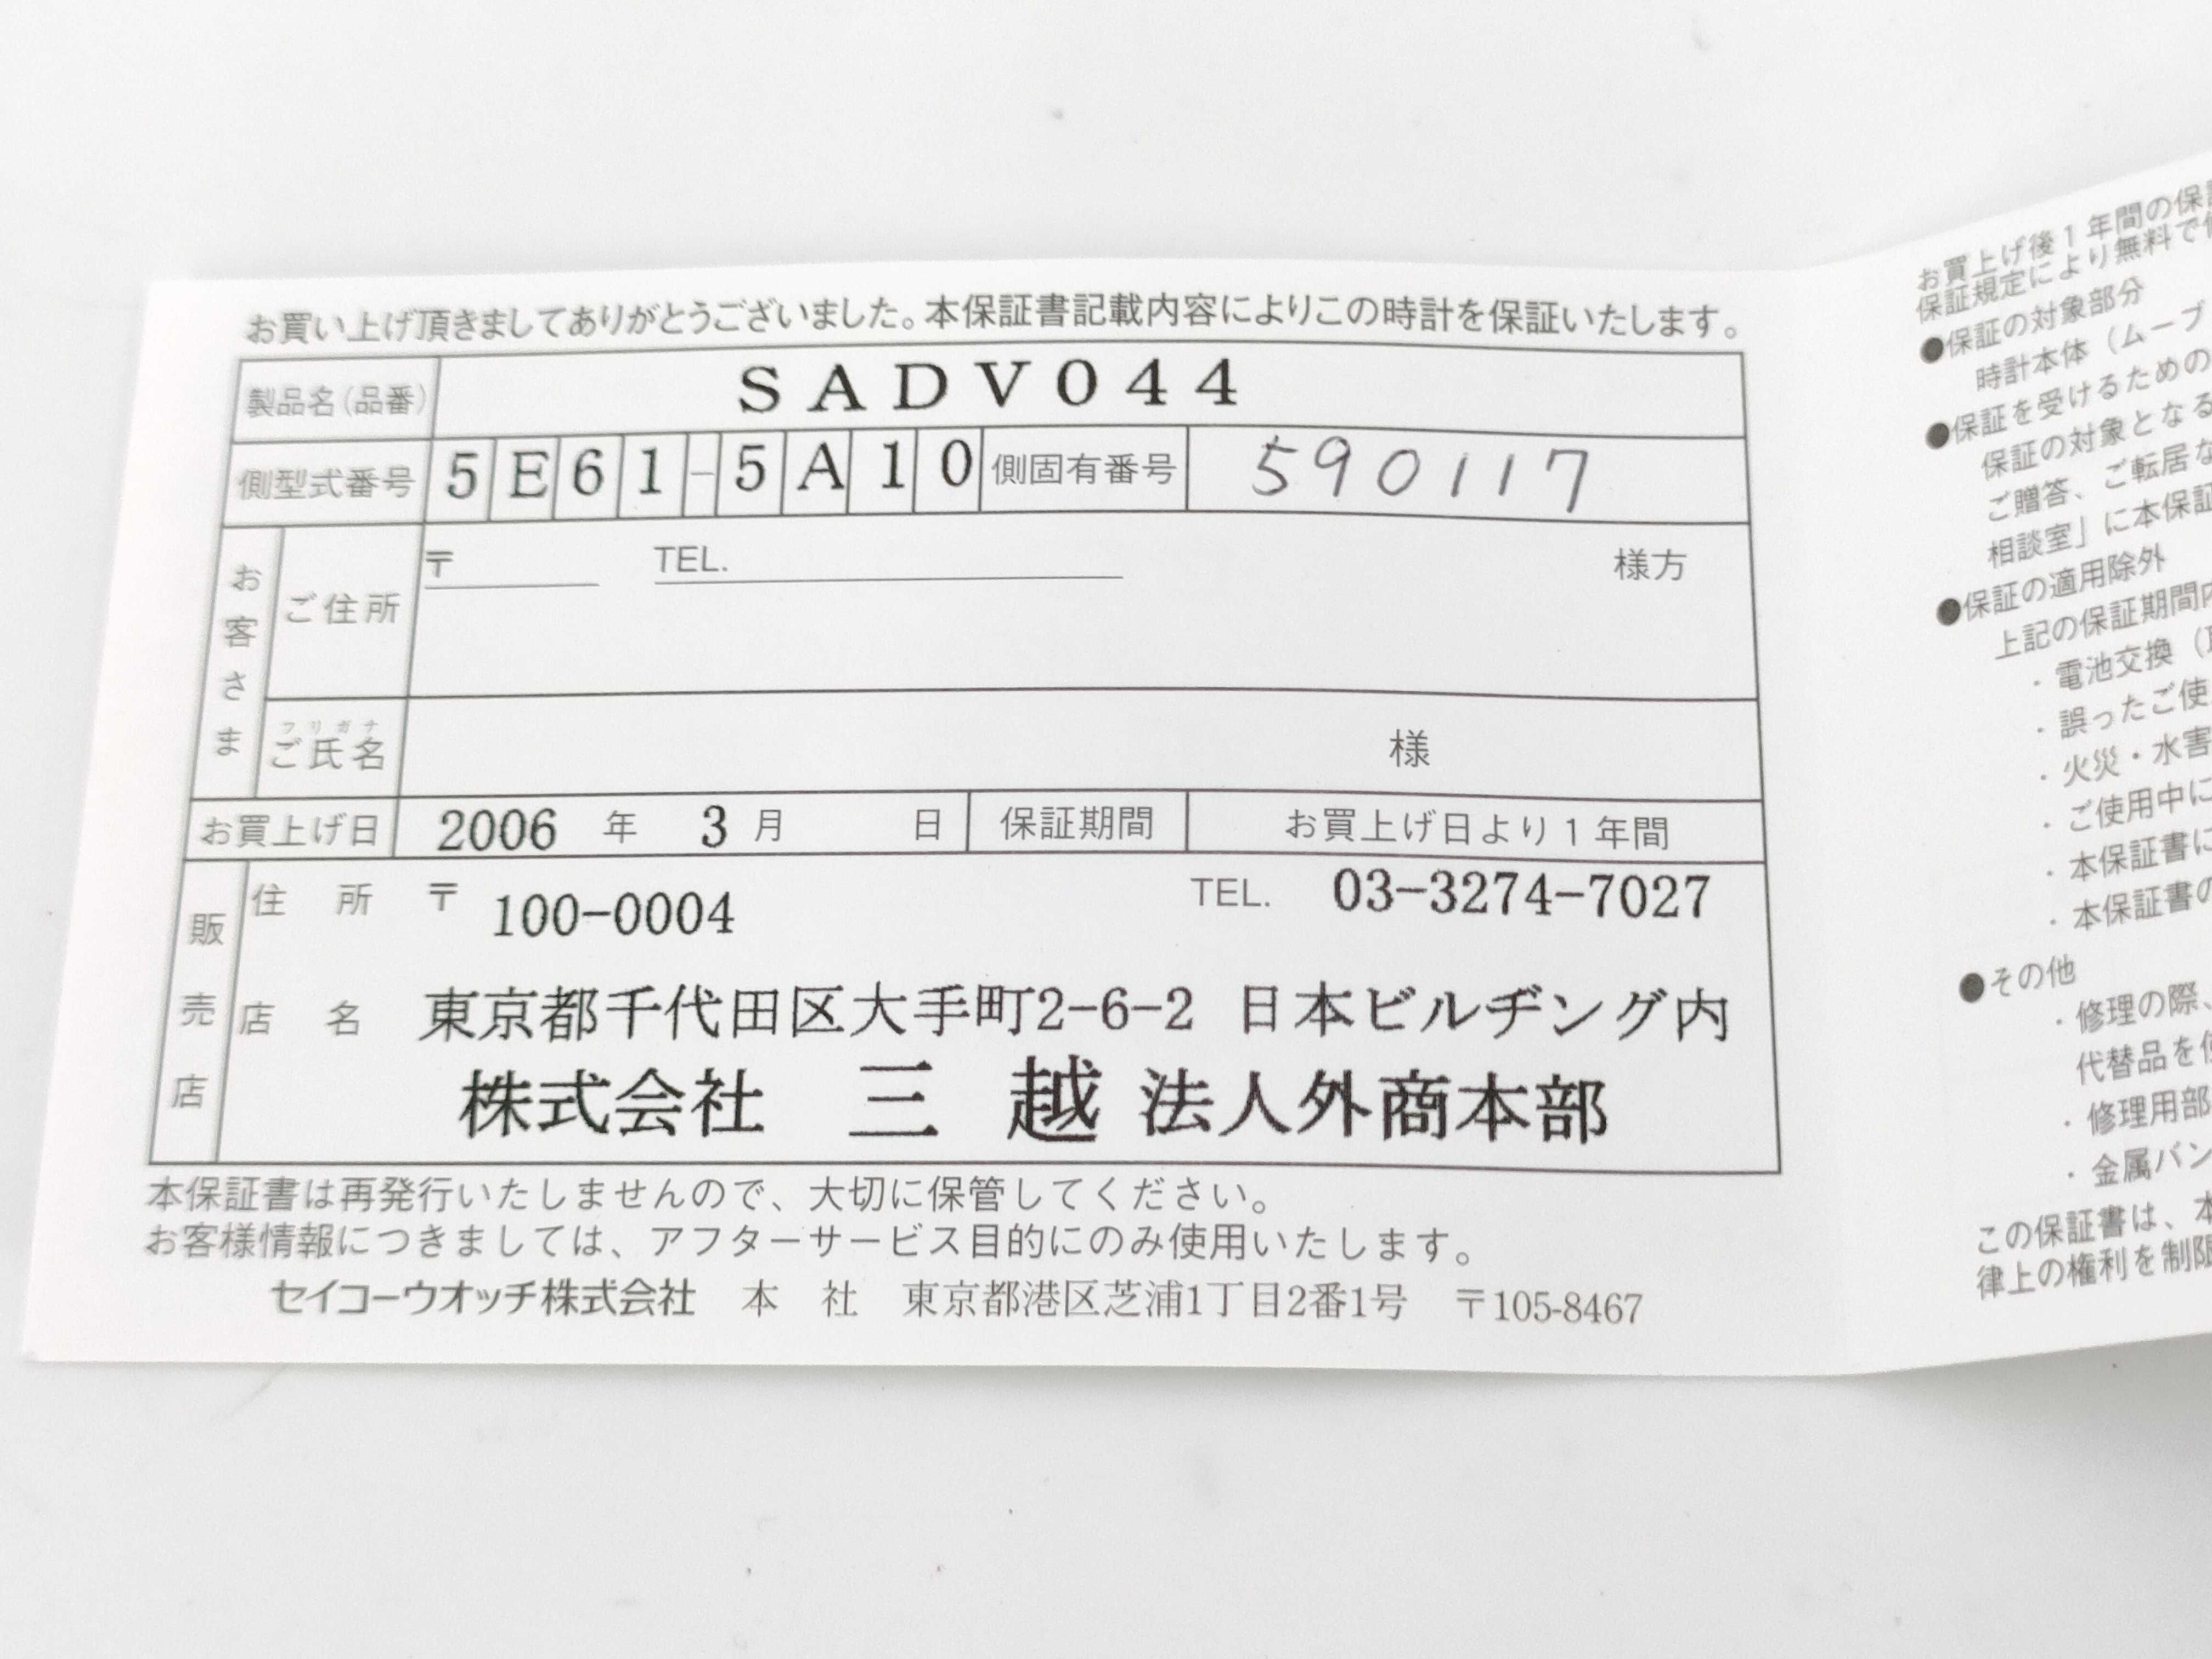 お買い上げ頂きましてありがとうございました。本保証書記載内容によりこの時計を保証いたします。
製品名(品番) SADV044
側型式番号 5E61-5A10 側固有番号 590117
お客さま
ご住所 〒 TEL. 様方
フリガナ
ご氏名 様
お買上げ日 2006 年 3 月 日 保証期間 お買上げ日より1年間
販売店
住所 〒 100-0004 TEL. 03-3274-7027
店名 東京都千代田区大手町2-6-2 日本ビルヂング内
株式会社 三越 法人外商本部
本保証書は再発行いたしませんので、大切に保管してください。
お客様情報につきましては、アフターサービス目的にのみ使用いたします。
セイコーウオッチ株式会社 本社 東京都港区芝浦1丁目2番1号 〒105-8467
お買上げ後1年間の保
保証規定により無料で
●保証の対象部分
時計本体（ムーブ
●保証を受けるための
保証の対象となる
ご贈答、ご転居な
相談室」に本保証
●保証の適用除外
上記の保証期間内
・電池交換（
・誤ったご使
・火災・水害
・ご使用中に
・本保証書に
・本保証書の
●その他
・修理の際、
代替品を使
・修理用部
・金属バン
この保証書は、本
律上の権利を制限